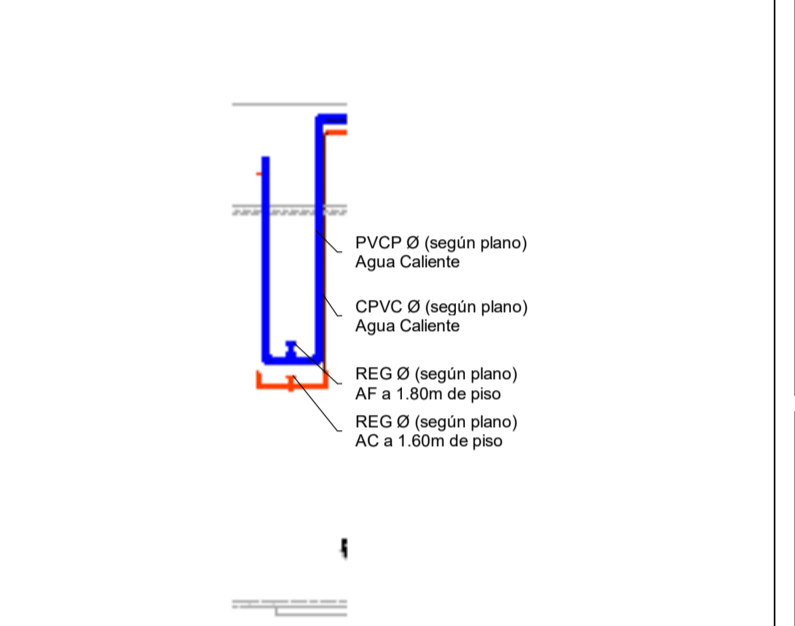 PVCP Ø (según plano)
Agua Caliente
CPVC Ø (según plano)
Agua Caliente
REG Ø (según plano)
AF a 1.80m de piso
REG Ø (según plano)
AC a 1.60m de piso